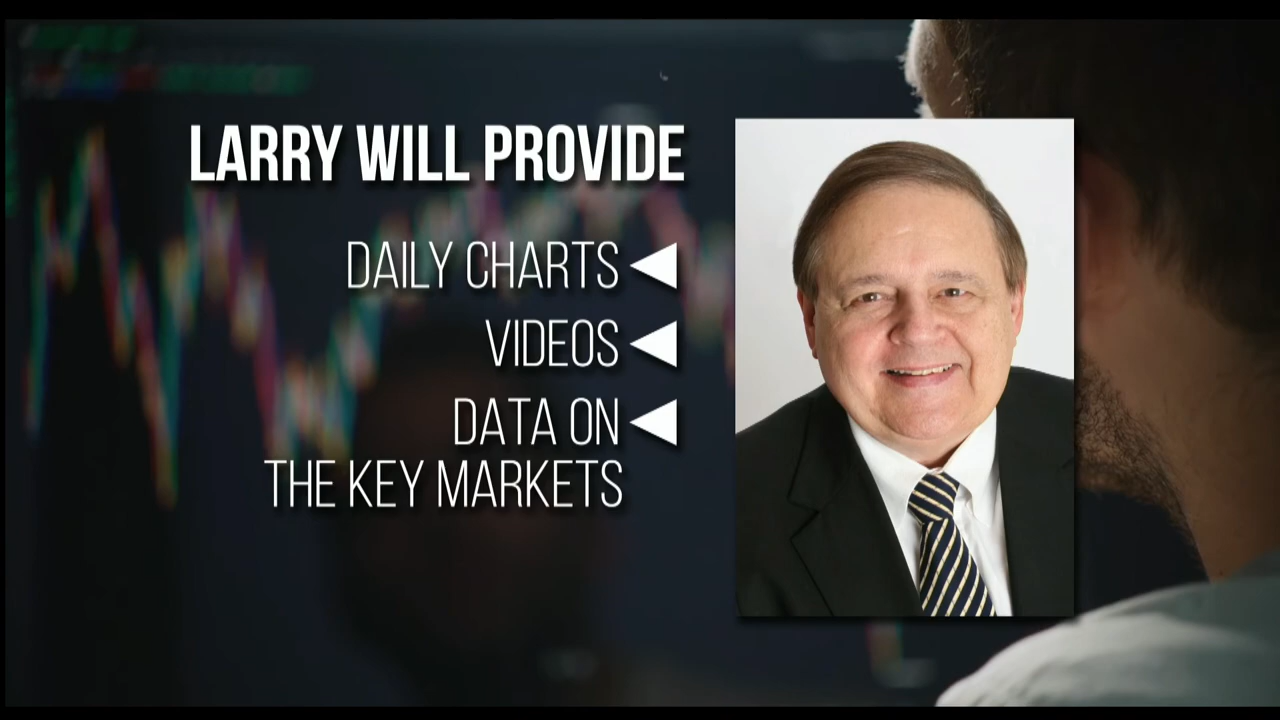 LARRY WILL PROVIDE
DAILY CHARTS
VIDEOS
DATA ON
THE KEY MARKETS